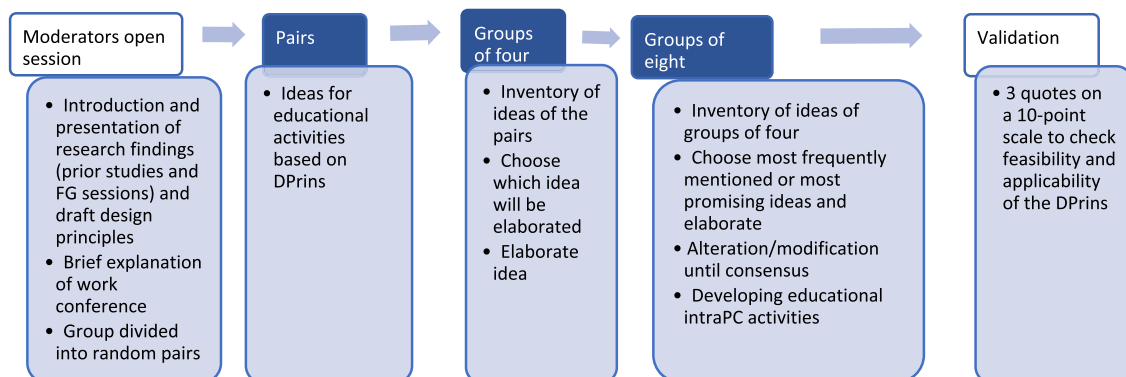 Moderators open
session
• Introduction and
presentation of
research findings
(prior studies and
FG sessions) and
draft design
principles
• Brief explanation
of work
conference
• Group divided
into random pairs
Pairs
• Ideas for
educational
activities
based on
DPrins
Groups
of four
• Inventory of
ideas of the
pairs
• Choose
which idea
will be
elaborated
• Elaborate
idea
Groups of
eight
• Inventory of ideas of
groups of four
• Choose most frequently
mentioned or most
promising ideas and
elaborate
• Alteration/modification
until consensus
• Developing educational
intraPC activities
Validation
• 3 quotes on
a 10-point
scale to check
feasibility and
applicability
of the DPrins